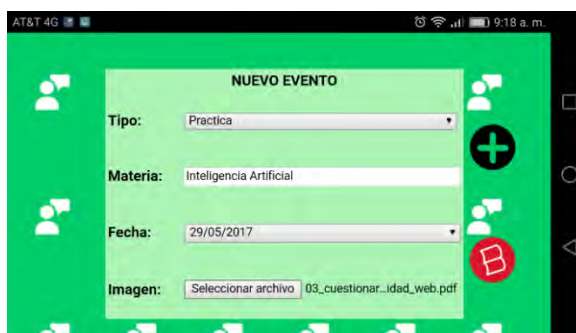 AT&T 4G 9:18 a. m.
NUEVO EVENTO
Tipo: Practica
Materia: Inteligencia Artificial
Fecha: 29/05/2017
Imagen: Seleccionar archivo 03_cuestionar...idad_web.pdf